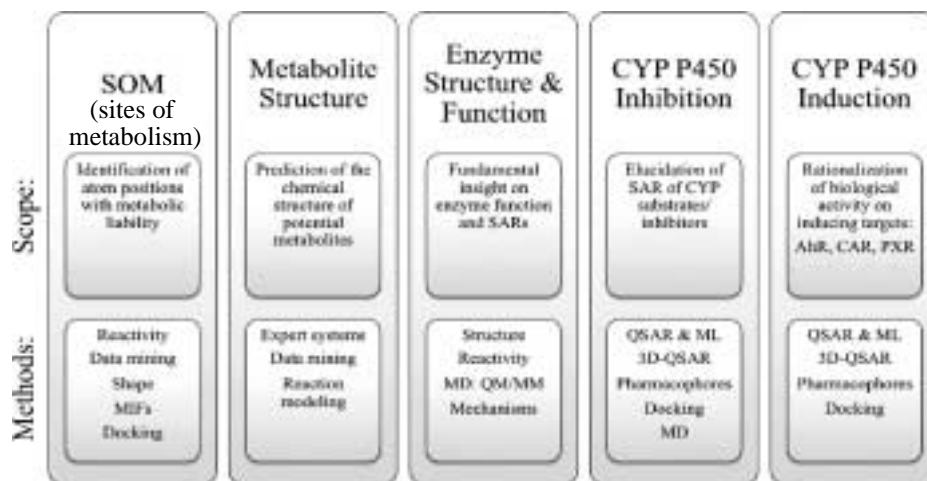 SOM
(sites of
metabolism)
Metabolite
Structure
Enzyme
Structure &
Function
CYP P450
Inhibition
CYP P450
Induction
Scope:
Identification of
atom positions
with metabolic
liability
Prediction of the
chemical
structure of
potential
metabolites
Fundamental
insight on
enzyme function
and SARs
Elucidation of
SAR of CYP
substrates/
inhibitors
Rationalization
of biological
activity on
inducing targets:
AhR, CAR, PXR
Methods:
Reactivity
Data mining
Shape
MIFs
Docking
Expert systems
Data mining
Reaction
modeling
Structure
Reactivity
MD: QM/MM
Mechanisms
QSAR & ML
3D-QSAR
Pharmacophores
Docking
MD
QSAR & ML
3D-QSAR
Pharmacophores
Docking